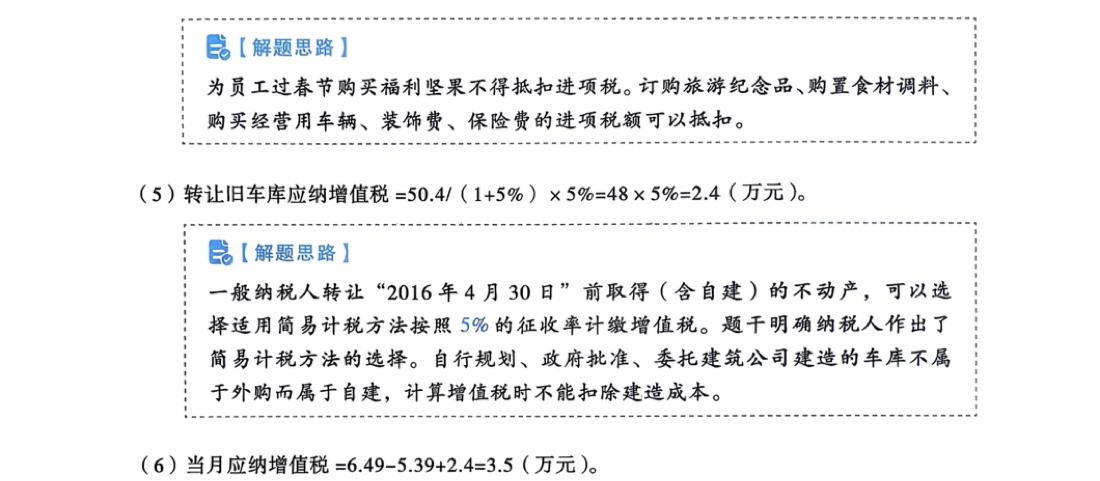 【解题思路】
为员工过春节购买福利坚果不得抵扣进项税。订购旅游纪念品、购置食材调料、
购买经营用车辆、装饰费、保险费的进项税额可以抵扣。
（5）转让旧车库应纳增值税 =50.4/（1+5%）×5%=48×5%=2.4（万元）。
【解题思路】
一般纳税人转让“2016 年 4 月 30 日”前取得（含自建）的不动产，可以选
择适用简易计税方法按照 5% 的征收率计缴增值税。题干明确纳税人作出了
简易计税方法的选择。自行规划、政府批准、委托建筑公司建造的车库不属
于外购而属于自建，计算增值税时不能扣除建造成本。
（6）当月应纳增值税 =6.49-5.39+2.4=3.5（万元）。